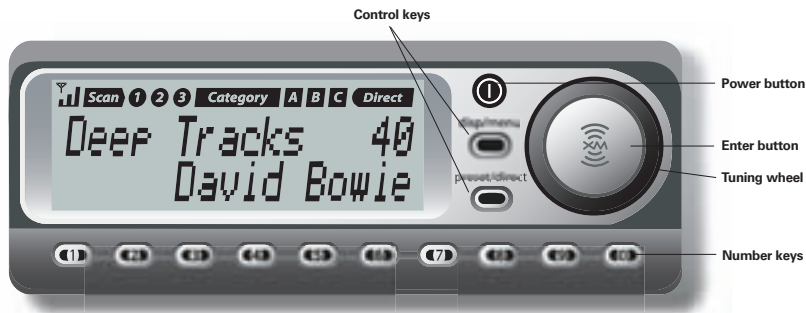 Control keys
Scan 1 2 3 Category A B C Direct
Deep Tracks 40
David Bowie
disp/menu
preset/direct
XM
Power button
Enter button
Tuning wheel
1 7
Number keys